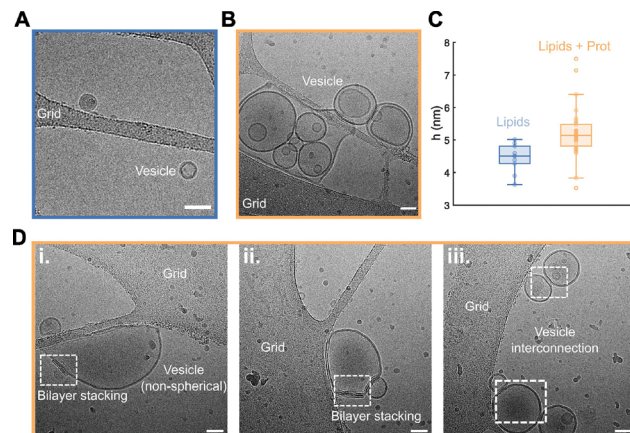 A
Grid
Vesicle
B
Vesicle
Grid
C
8
7
6
5
4
3
h (nm)
Lipids + Prot
Lipids
D
i.
Grid
Vesicle
(non-spherical)
Bilayer stacking
ii.
Grid
Bilayer stacking
iii.
Grid
Vesicle
interconnection